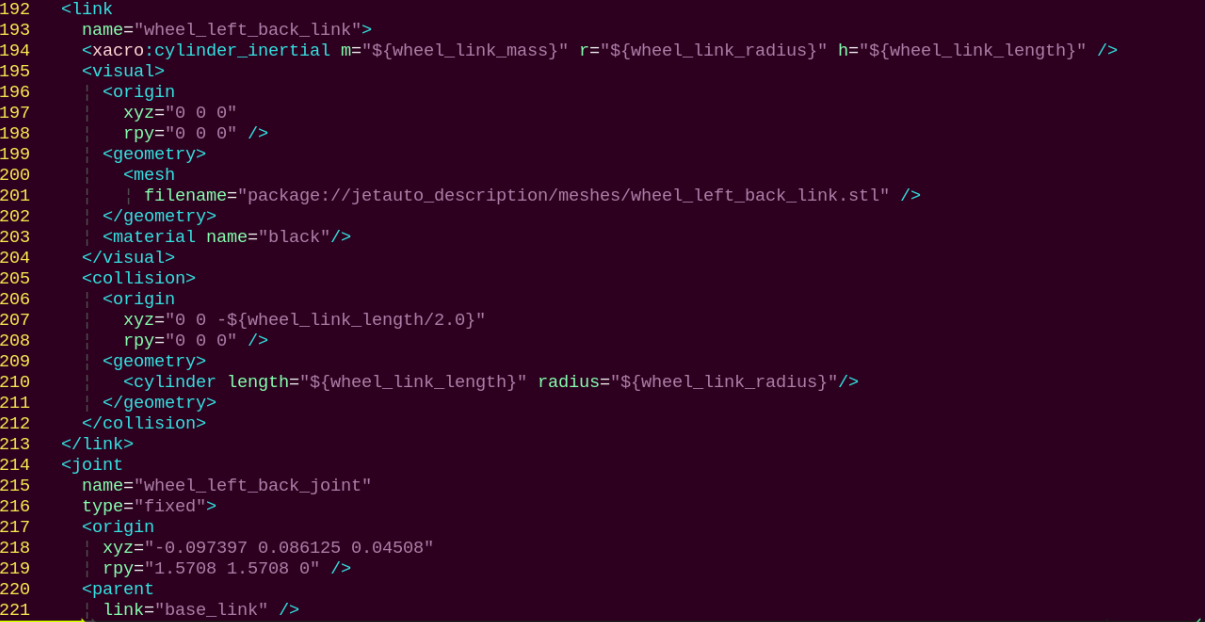 192   <link
193     name="wheel_left_back_link">
194     <xacro:cylinder_inertial m="${wheel_link_mass}" r="${wheel_link_radius}" h="${wheel_link_length}" />
195     <visual>
196     ¦ <origin
197     ¦   xyz="0 0 0"
198     ¦   rpy="0 0 0" />
199     ¦ <geometry>
200     ¦   <mesh
201     ¦   ¦ filename="package://jetauto_description/meshes/wheel_left_back_link.stl" />
202     ¦ </geometry>
203     ¦ <material name="black"/>
204     </visual>
205     <collision>
206     ¦ <origin
207     ¦   xyz="0 0 -${wheel_link_length/2.0}"
208     ¦   rpy="0 0 0" />
209     ¦ <geometry>
210     ¦   <cylinder length="${wheel_link_length}" radius="${wheel_link_radius}"/>
211     ¦ </geometry>
212     </collision>
213   </link>
214   <joint
215     name="wheel_left_back_joint"
216     type="fixed">
217     <origin
218     ¦ xyz="-0.097397 0.086125 0.04508"
219     ¦ rpy="1.5708 1.5708 0" />
220     <parent
221     ¦ link="base_link" />